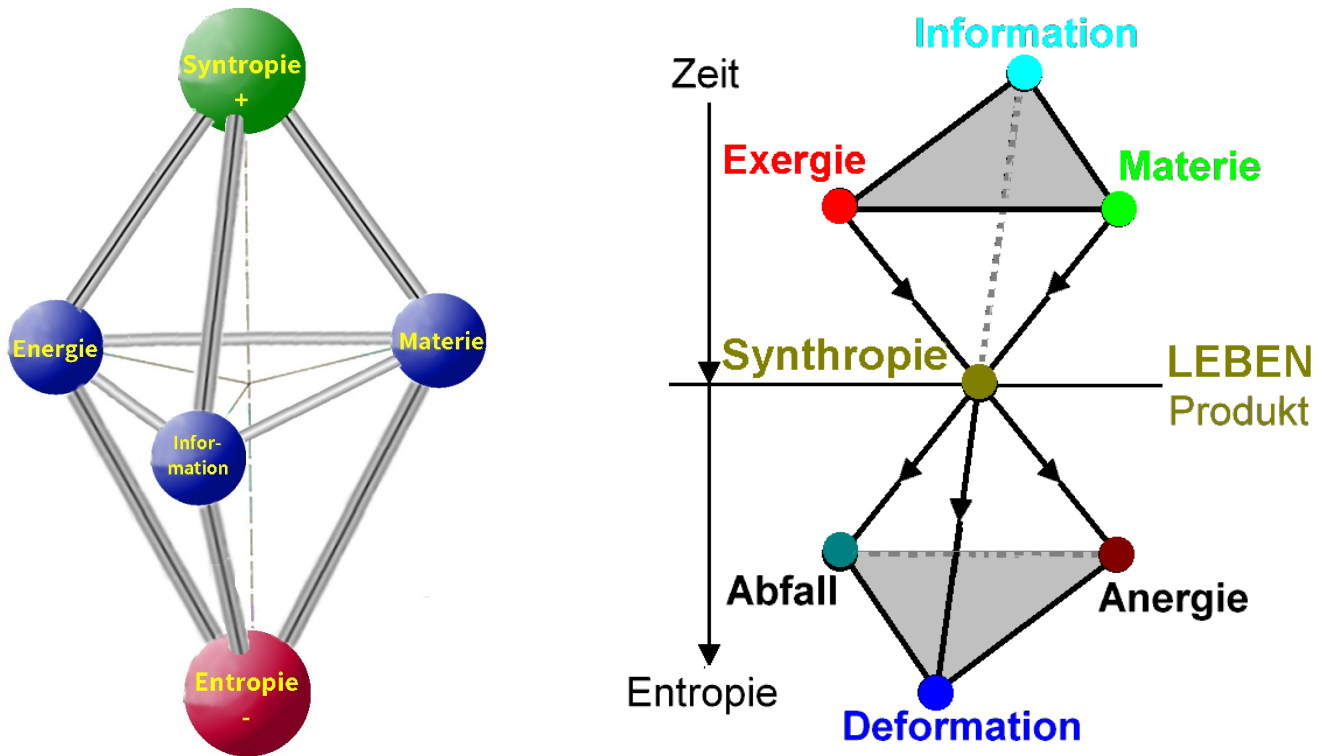 Syntropie
+
Energie
Materie
Infor-
mation
Entropie
-
Information
Zeit
Exergie
Materie
Synthropie
LEBEN
Produkt
Abfall
Anergie
Entropie
Deformation